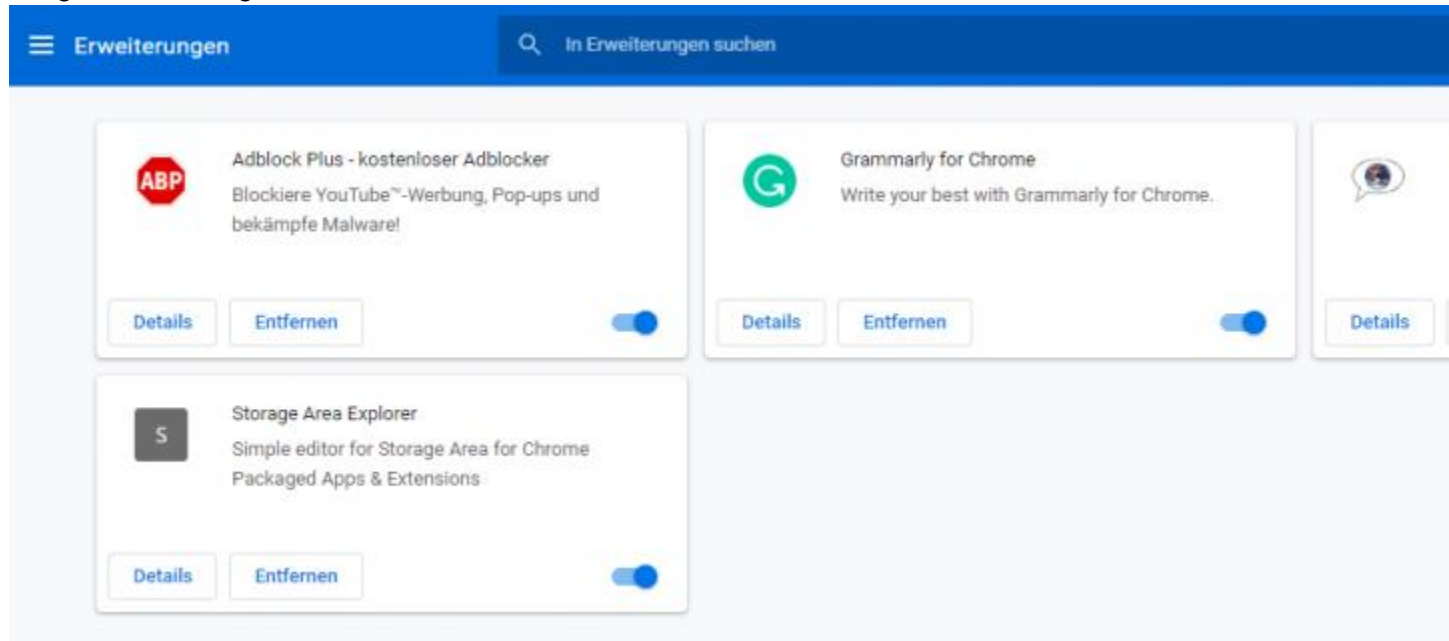 Erweiterungen
In Erweiterungen suchen
ABP
Adblock Plus - kostenloser Adblocker
Blockiere YouTube™-Werbung, Pop-ups und
bekämpfe Malware!
Details
Entfernen
G
Grammarly for Chrome
Write your best with Grammarly for Chrome.
Details
Entfernen
Details
S
Storage Area Explorer
Simple editor for Storage Area for Chrome
Packaged Apps & Extensions
Details
Entfernen